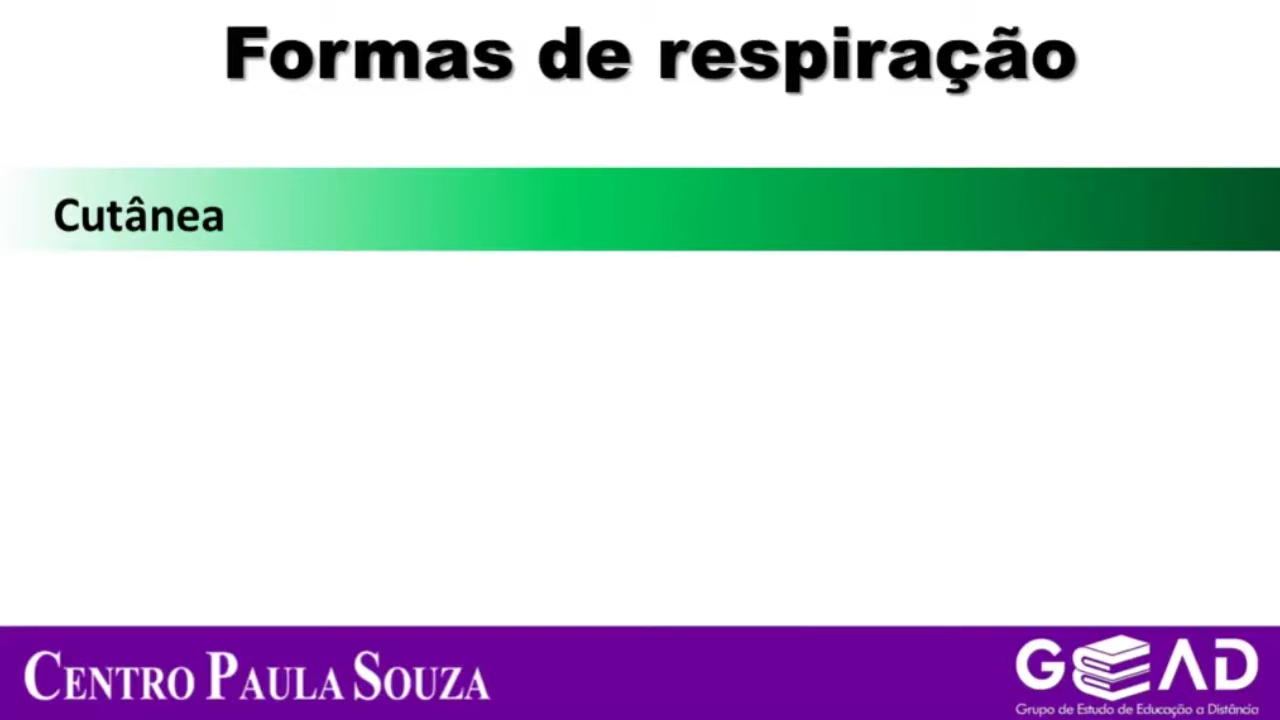 Formas de respiração
Cutânea
CENTRO PAULA SOUZA
GEAD
Grupo de Estudo de Educação a Distância